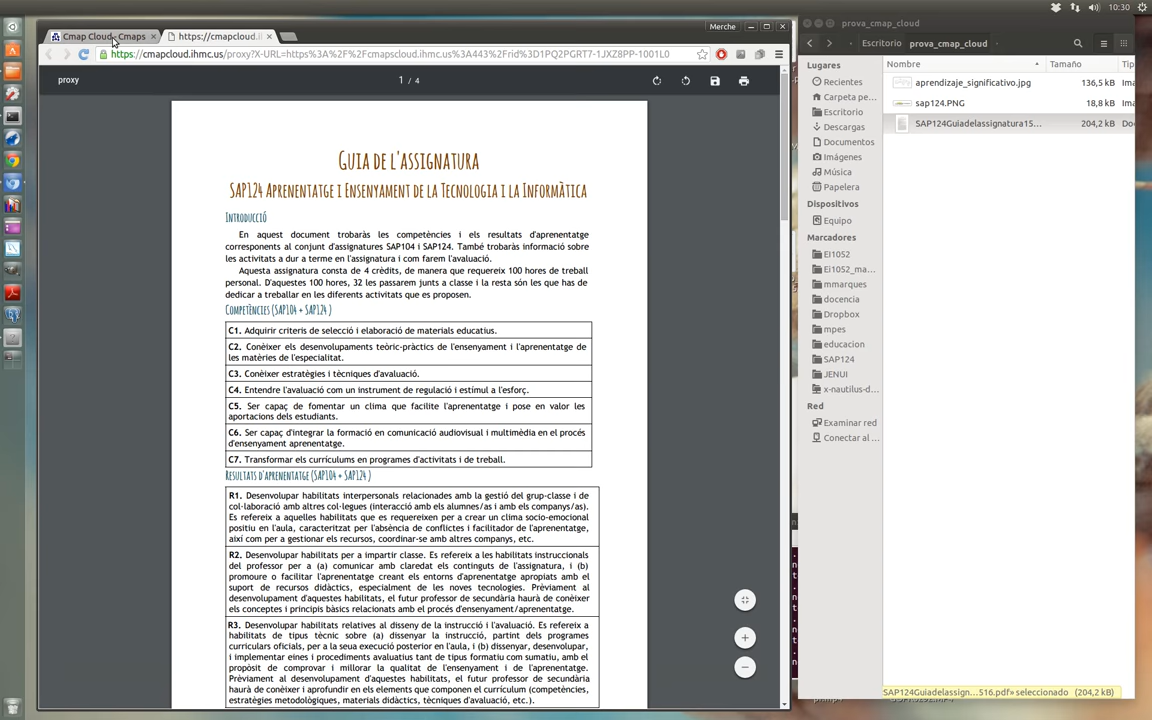 10:30
Cmap Cloud - Cmaps
https://cmapcloud.i
Merche
prova_cmap_cloud
https://cmapcloud.ihmc.us/proxy?X-URL=https%3A%2F%2Fcmapscloud.ihmc.us%3A443%2Frid%3D1PQ2PGRT7-1JXZ8PP-1001L0
Escritorio
prova_cmap_cloud
proxy
1 / 4
Lugares
Recientes
Carpeta pe...
Escritorio
Descargas
Documentos
Imágenes
Música
Papelera
Dispositivos
Equipo
Marcadores
EI1052
EI1052_ma...
mmarques
docencia
Dropbox
mpes
educacion
SAP124
JENUI
x-nautilus-d...
Red
Examinar red
Conectar al ...
Nombre Tamaño Tip
aprendizaje_significativo.jpg 136,5 kB Ima
sap124.PNG 18,8 kB Ima
SAP124Guiadelassignatura15... 204,2 kB Doc
Guia de l'assignatura
SAP124 Aprenentatge i Ensenyament de la Tecnologia i la Informàtica
Introducció
En aquest document trobaràs les competències i els resultats d'aprenentatge
corresponents al conjunt d'assignatures SAP104 i SAP124. També trobaràs informació sobre
les activitats a dur a terme en l'assignatura i com farem l'avaluació.
Aquesta assignatura consta de 4 crèdits, de manera que requereix 100 hores de treball
personal. D'aquestes 100 hores, 32 les passarem junts a classe i la resta són les que has de
dedicar a treballar en les diferents activitats que es proposen.
Competències (SAP104 + SAP124 )
C1. Adquirir criteris de selecció i elaboració de materials educatius.
C2. Conèixer els desenvolupaments teòric-pràctics de l'ensenyament i l'aprenentatge de
les matèries de l'especialitat.
C3. Conèixer estratègies i tècniques d'avaluació.
C4. Entendre l'avaluació com un instrument de regulació i estímul a l'esforç.
C5. Ser capaç de fomentar un clima que facilite l'aprenentatge i pose en valor les
aportacions dels estudiants.
C6. Ser capaç d'integrar la formació en comunicació audiovisual i multimèdia en el procés
d'ensenyament aprenentatge.
C7. Transformar els currículums en programes d'activitats i de treball.
Resultats d'aprenentatge (SAP104 + SAP124 )
R1. Desenvolupar habilitats interpersonals relacionades amb la gestió del grup-classe i de
col·laboració amb altres col·legues (interacció amb els alumnes/as i amb els companys/as).
Es refereix a aquelles habilitats que es requereixen per a crear un clima socio-emocional
positiu en l'aula, caracteritzat per l'absència de conflictes i facilitador de l'aprenentatge,
així com per a gestionar els recursos, coordinar-se amb altres companys, etc.
R2. Desenvolupar habilitats per a impartir classe. Es refereix a les habilitats instruccionals
del professor per a (a) comunicar amb claredat els continguts de l'assignatura, i (b)
promoure o facilitar l'aprenentatge creant els entorns d'aprenentatge apropiats amb el
suport de recursos didàctics, especialment de les noves tecnologies. Prèviament al
desenvolupament d'aquestes habilitats, el futur professor de secundària haurà de conèixer
els conceptes i principis bàsics relacionats amb el procés d'ensenyament/aprenentatge.
R3. Desenvolupar habilitats relatives al disseny de la instrucció i l'avaluació. Es refereix a
habilitats de tipus tècnic sobre (a) dissenyar la instrucció, partint dels programes
curriculars oficials, per a la seua execució posterior en l'aula, i (b) dissenyar, desenvolupar,
i implementar eines i procediments avaluatius tant de tipus formatiu com sumatiu, amb el
propòsit de comprovar i millorar la qualitat de l'ensenyament i de l'aprenentatge.
Prèviament al desenvolupament d'aquestes habilitats, el futur professor de secundària
haurà de conèixer i aprofundir en els elements que componen el currículum (competències,
estratègies metodològiques, materials didàctics, tècniques d'avaluació, etc.).
SAP124Guiadelassign...516.pdf» seleccionado (204,2 kB)